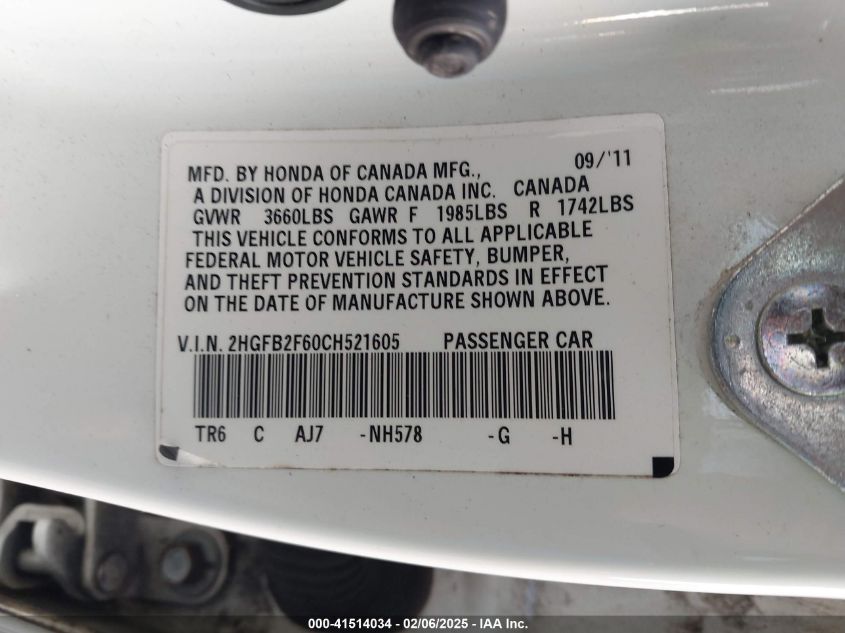 MFD. BY HONDA OF CANADA MFG., 09/'11
A DIVISION OF HONDA CANADA INC. CANADA
GVWR 3660LBS GAWR F 1985LBS R 1742LBS
THIS VEHICLE CONFORMS TO ALL APPLICABLE
FEDERAL MOTOR VEHICLE SAFETY, BUMPER,
AND THEFT PREVENTION STANDARDS IN EFFECT
ON THE DATE OF MANUFACTURE SHOWN ABOVE.
V.I.N. 2HGFB2F60CH521605 PASSENGER CAR
TR6 C AJ7 -NH578 -G -H
000-41514034 - 02/06/2025 - IAA Inc.